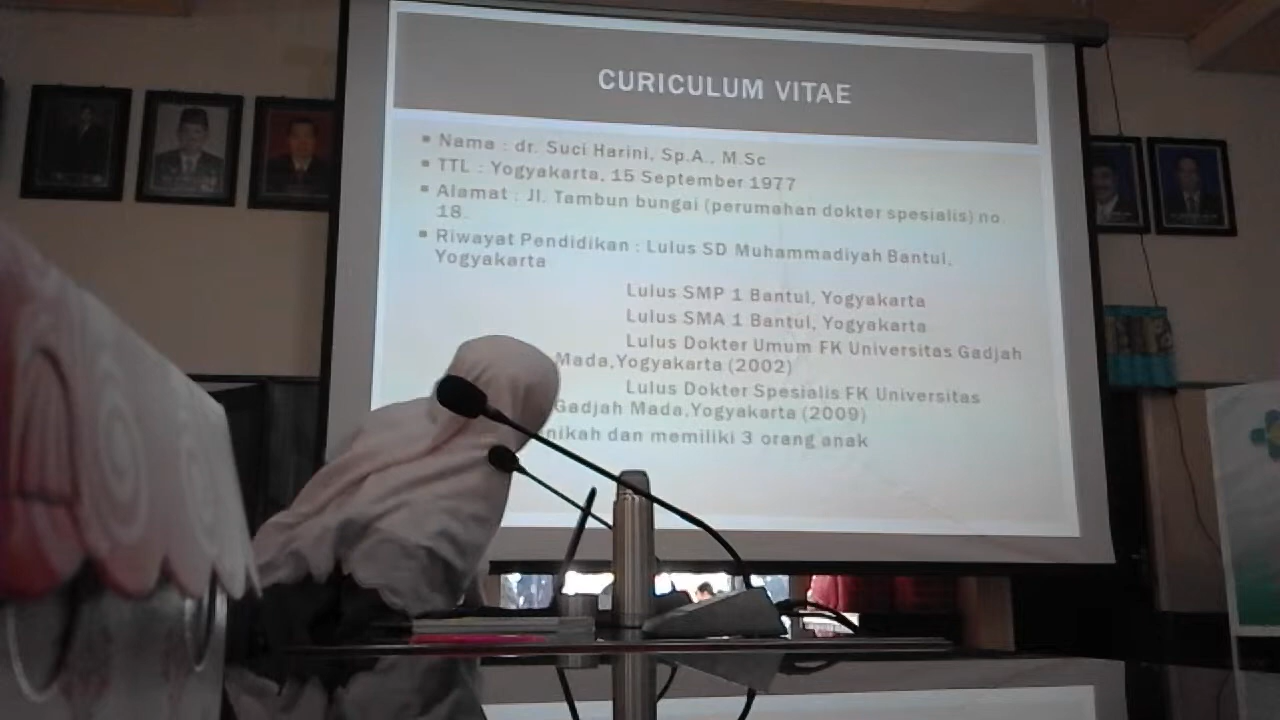 CURICULUM VITAE
Nama : dr. Suci Harini, Sp.A., M.Sc
TTL : Yogyakarta, 15 September 1977
Alamat : Jl. Tambun bungai (perumahan dokter spesialis) no.
18.
Riwayat Pendidikan : Lulus SD Muhammadiyah Bantul,
Yogyakarta
Lulus SMP 1 Bantul, Yogyakarta
Lulus SMA 1 Bantul, Yogyakarta
Lulus Dokter Umum FK Universitas Gadjah
Mada,Yogyakarta (2002)
Lulus Dokter Spesialis FK Universitas
Gadjah Mada,Yogyakarta (2009)
nikah dan memiliki 3 orang anak